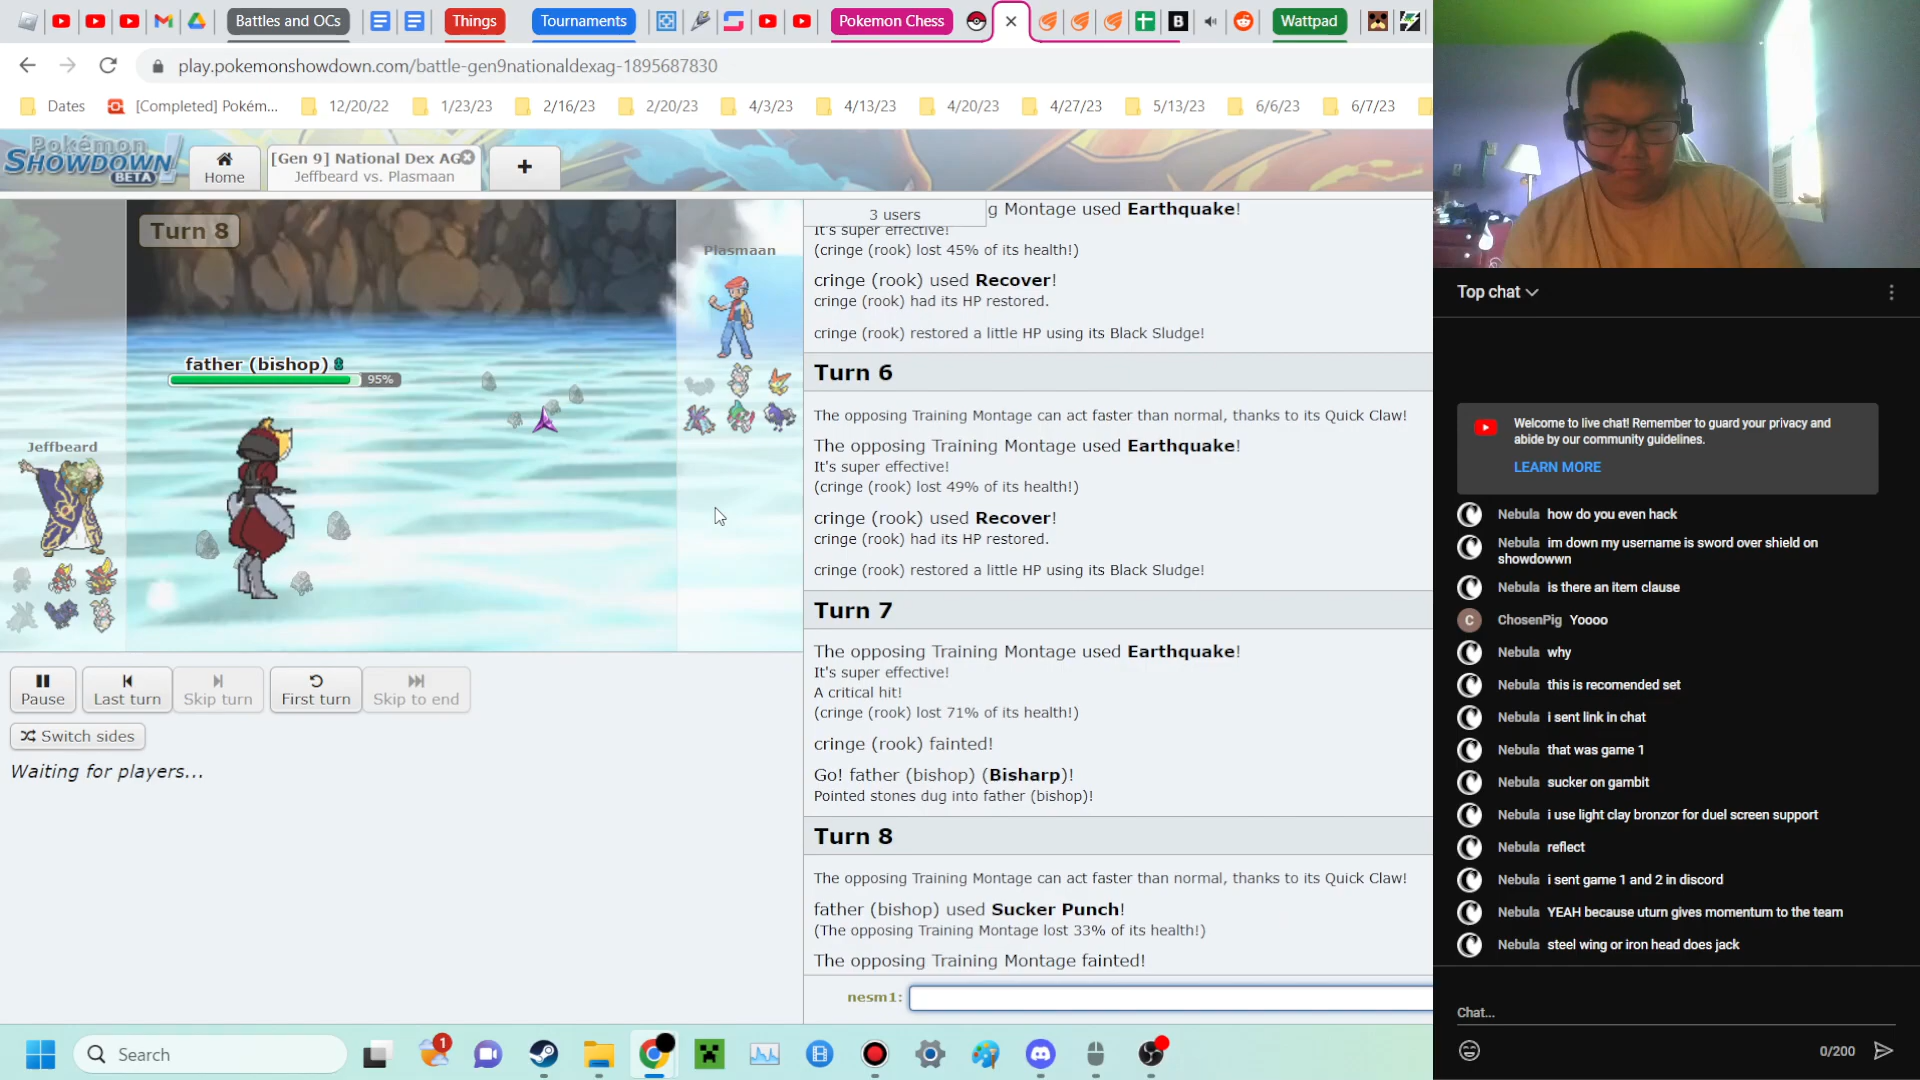 Battles and OCs
Things
Tournaments
Pokemon Chess
Wattpad
play.pokemonshowdown.com/battle-gen9nationaldexag-1895687830
Dates
[Completed] Pokém...
12/20/22
1/23/23
2/16/23
2/20/23
4/3/23
4/13/23
4/20/23
4/27/23
5/13/23
6/6/23
6/7/23
Pokémon
SHOWDOWN!
BETA
Home
[Gen 9] National Dex AG
Jeffbeard vs. Plasmaan
Turn 8
Plasmaan
father (bishop)
95%
Jeffbeard
Pause
Last turn
Skip turn
First turn
Skip to end
Switch sides
Waiting for players...
3 users
g Montage used Earthquake!
It's super effective!
(cringe (rook) lost 45% of its health!)
cringe (rook) used Recover!
cringe (rook) had its HP restored.
cringe (rook) restored a little HP using its Black Sludge!
Turn 6
The opposing Training Montage can act faster than normal, thanks to its Quick Claw!
The opposing Training Montage used Earthquake!
It's super effective!
(cringe (rook) lost 49% of its health!)
cringe (rook) used Recover!
cringe (rook) had its HP restored.
cringe (rook) restored a little HP using its Black Sludge!
Turn 7
The opposing Training Montage used Earthquake!
It's super effective!
A critical hit!
(cringe (rook) lost 71% of its health!)
cringe (rook) fainted!
Go! father (bishop) (Bisharp)!
Pointed stones dug into father (bishop)!
Turn 8
The opposing Training Montage can act faster than normal, thanks to its Quick Claw!
father (bishop) used Sucker Punch!
(The opposing Training Montage lost 33% of its health!)
The opposing Training Montage fainted!
nesm1:
Top chat
Welcome to live chat! Remember to guard your privacy and
abide by our community guidelines.
LEARN MORE
Nebula how do you even hack
Nebula im down my username is sword over shield on
showdowwn
Nebula is there an item clause
C ChosenPig Yoooo
Nebula why
Nebula this is recomended set
Nebula i sent link in chat
Nebula that was game 1
Nebula sucker on gambit
Nebula i use light clay bronzor for duel screen support
Nebula reflect
Nebula i sent game 1 and 2 in discord
Nebula YEAH because uturn gives momentum to the team
Nebula steel wing or iron head does jack
Chat...
0/200
Search
1